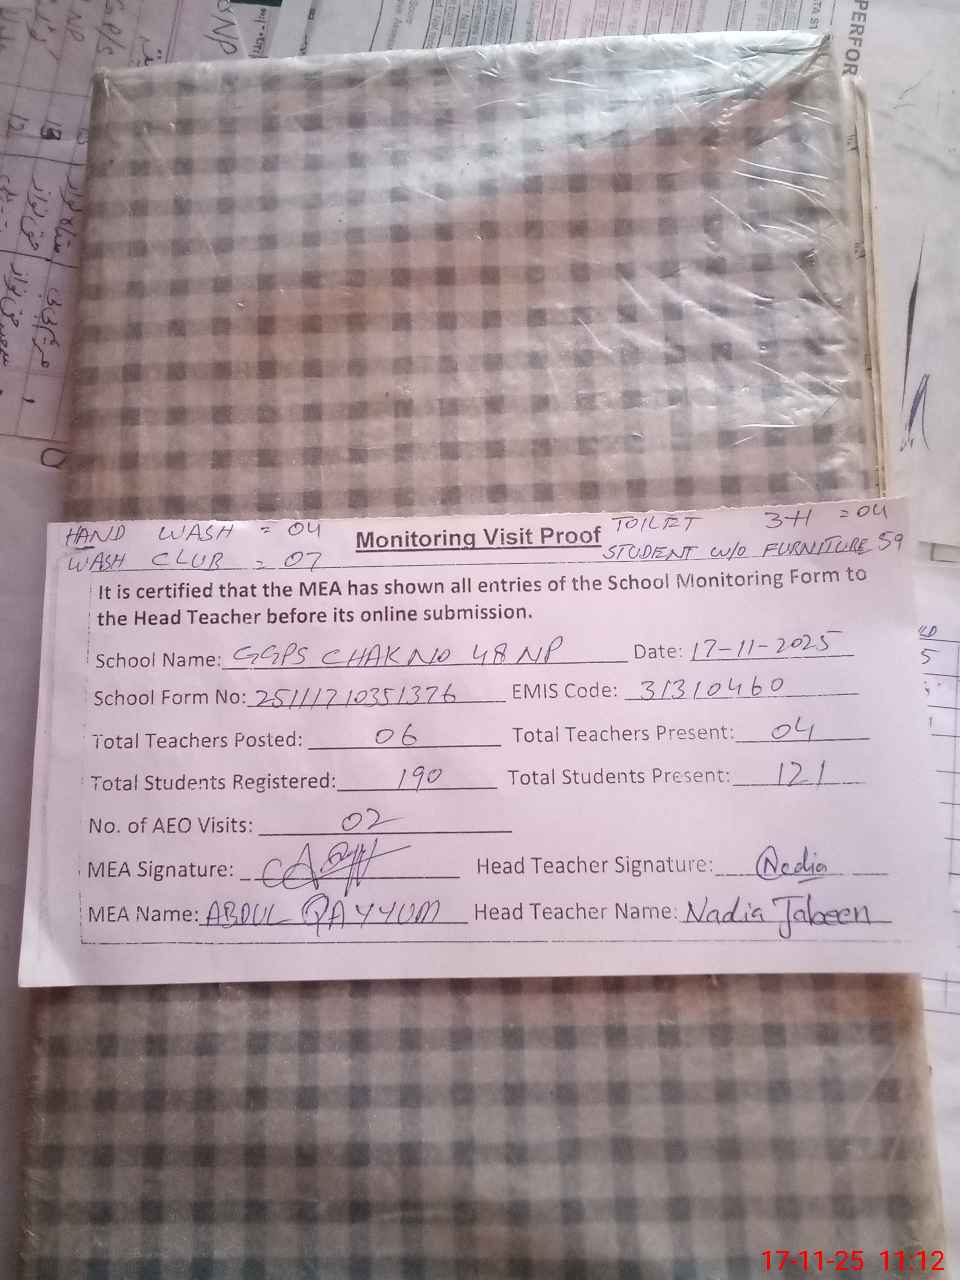 PERFOR
HAND WASH = 04
TOILET 3+1 = 04
Monitoring Visit Proof
WASH CLUB = 07
STUDENT W/O FURNITURE 59
It is certified that the MEA has shown all entries of the School Monitoring Form to
the Head Teacher before its online submission.
School Name: GGPS CHAK NO 48 NP Date: 17-11-2025
School Form No: 251111710351376 EMIS Code: 31310460
Total Teachers Posted: 06 Total Teachers Present: 04
Total Students Registered: 190 Total Students Present: 121
No. of AEO Visits: 02
MEA Signature: Head Teacher Signature: Nadia
MEA Name: ABDUL QAYYUM Head Teacher Name: Nadia Jabeen
17-11-25 11:12